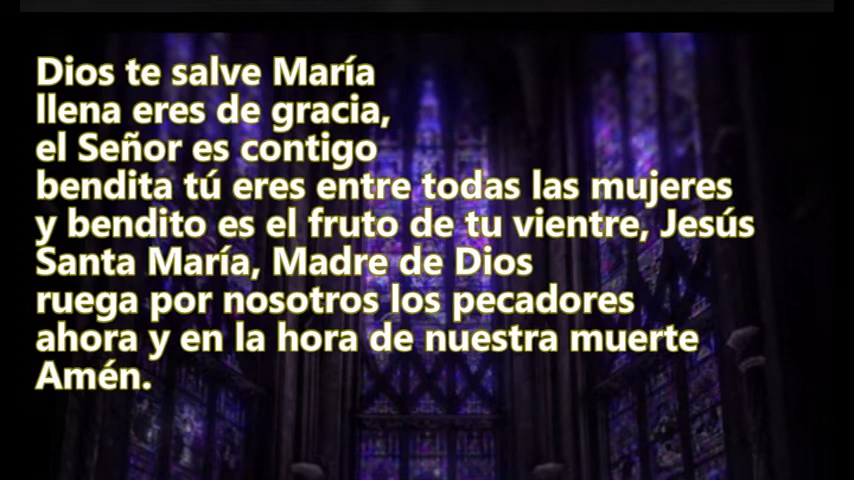 Dios te salve María
llena eres de gracia,
el Señor es contigo
bendita tú eres entre todas las mujeres
y bendito es el fruto de tu vientre, Jesús
Santa María, Madre de Dios
ruega por nosotros los pecadores
ahora y en la hora de nuestra muerte
Amén.